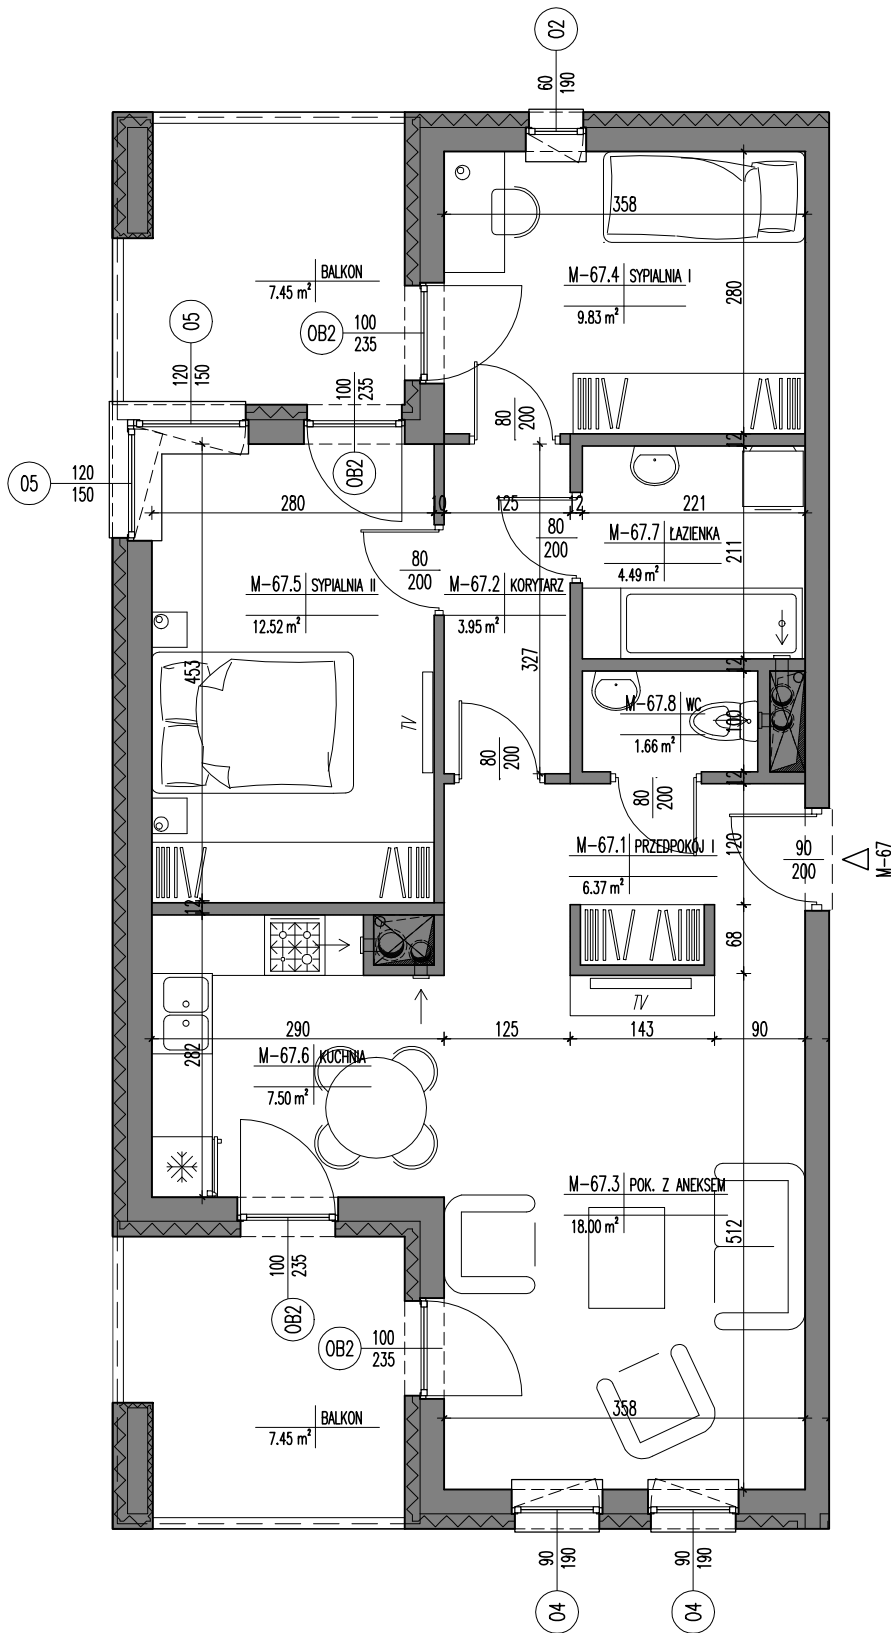 02
60
190
358
M-67.4 SYPIALNIA I
9.83 m²
280
BALKON
7.45 m²
05
120
150
OB2
100
235
100
235
OB2
80
200
12
05
120
150
280
10
125
12
221
80
200
M-67.7 ŁAZIENKA
4.49 m²
211
80
200
M-67.5 SYPIALNIA II
12.52 m²
M-67.2 KORYTARZ
3.95 m²
453
327
12
TV
M-67.8 WC
1.66 m²
100
80
200
80
200
12
M-67.1 PRZEDPOKÓJ I
6.37 m²
120
90
200
M-67
12
68
TV
290
125
143
90
282
M-67.6 KUCHNIA
7.50 m²
M-67.3 POK. Z ANEKSEM
18.00 m²
512
100
235
OB2
OB2
100
235
358
BALKON
7.45 m²
90
190
90
190
04
04